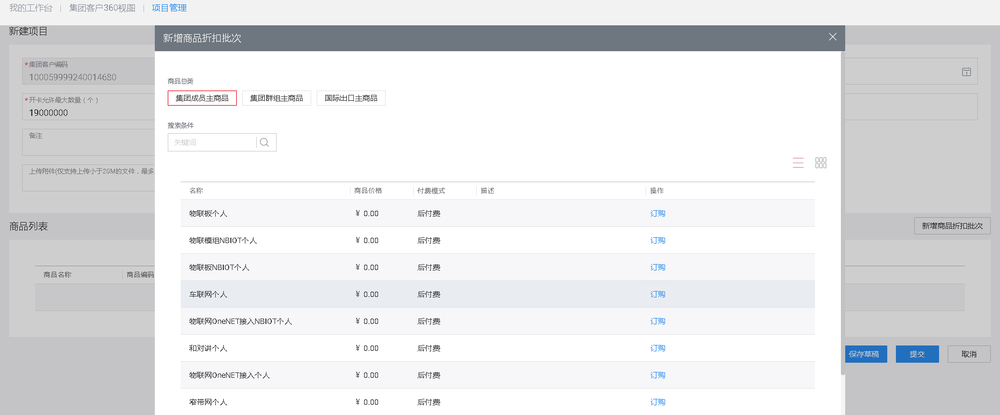 我的工作台 | 集团客户360视图 | 项目管理
新建项目
新增商品折扣批次
*集团客户编码
100059999240014680
*开卡允许最大数量（个）
19000000
备注
上传附件(仅支持上传小于20M的文件，最多
商品总类
集团成员主商品 集团群组主商品 国际出口主商品
搜索条件
关键词
名称 商品价格 付费模式 描述 操作
物联板个人 ¥ 0.00 后付费 订购
物联模组NBIOT个人 ¥ 0.00 后付费 订购
物联板NBIOT个人 ¥ 0.00 后付费 订购
车联网个人 ¥ 0.00 后付费 订购
物联网OneNET接入NBIOT个人 ¥ 0.00 后付费 订购
和对讲个人 ¥ 0.00 后付费 订购
物联网OneNET接入个人 ¥ 0.00 后付费 订购
窄带网个人 ¥ 0.00 后付费 订购
商品列表
新增商品折扣批次
商品名称 商品编码
保存草稿 提交 取消